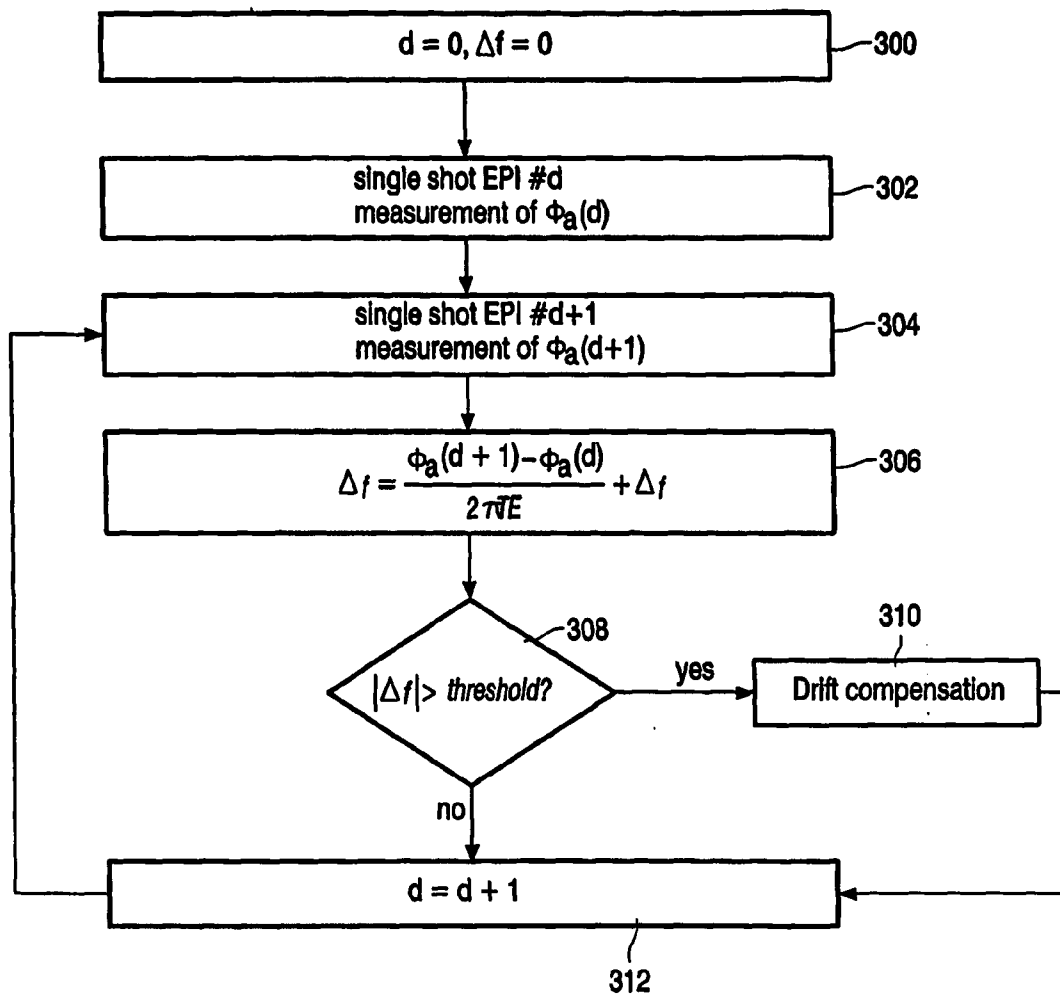 d = 0, Δf = 0
300
single shot EPI #d
measurement of Φa(d)
302
single shot EPI #d+1
measurement of Φa(d+1)
304
Δf = Φa(d + 1) – Φa(d) / 2πTE + Δf
306
308
|Δf| > threshold?
yes
310
Drift compensation
no
d = d + 1
312